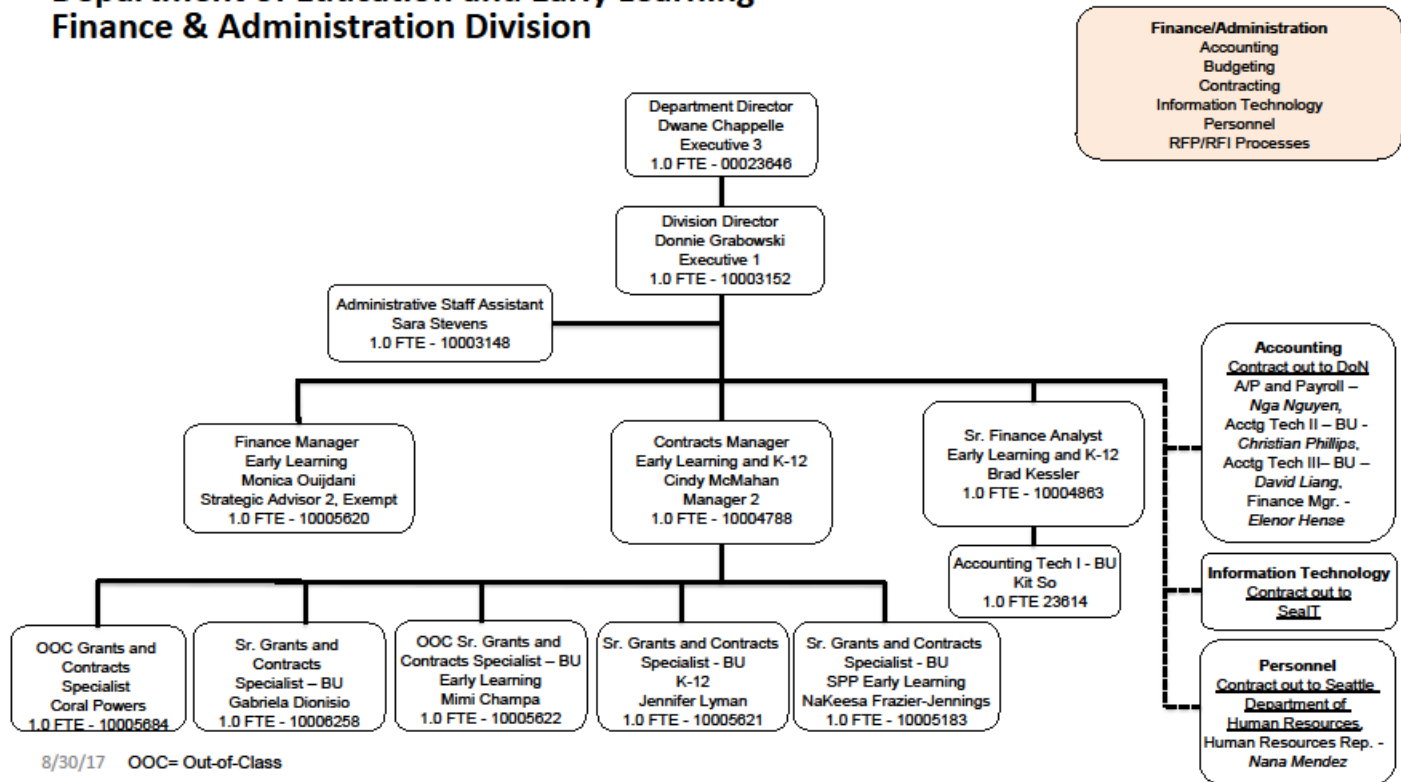 Department of Education and Early Learning
Finance & Administration Division
Finance/Administration
Accounting
Budgeting
Contracting
Information Technology
Personnel
RFP/RFI Processes
Department Director
Dwane Chappelle
Executive 3
1.0 FTE - 00023646
Division Director
Donnie Grabowski
Executive 1
1.0 FTE - 10003152
Administrative Staff Assistant
Sara Stevens
1.0 FTE - 10003148
Finance Manager
Early Learning
Monica Ouijdani
Strategic Advisor 2, Exempt
1.0 FTE - 10005620
Contracts Manager
Early Learning and K-12
Cindy McMahan
Manager 2
1.0 FTE - 10004788
Sr. Finance Analyst
Early Learning and K-12
Brad Kessler
1.0 FTE - 10004863
Accounting Tech I - BU
Kit So
1.0 FTE 23614
Accounting
Contract out to DoN
A/P and Payroll –
Nga Nguyen,
Acctg Tech II – BU -
Christian Phillips,
Acctg Tech III– BU –
David Liang,
Finance Mgr. -
Elenor Hense
Information Technology
Contract out to
SeaIT
Personnel
Contract out to Seattle
Department of
Human Resources,
Human Resources Rep. -
Nana Mendez
OOC Grants and
Contracts
Specialist
Coral Powers
1.0 FTE - 10005684
Sr. Grants and
Contracts
Specialist – BU
Gabriela Dionisio
1.0 FTE - 10006258
OOC Sr. Grants and
Contracts Specialist – BU
Early Learning
Mimi Champa
1.0 FTE - 10005622
Sr. Grants and Contracts
Specialist - BU
K-12
Jennifer Lyman
1.0 FTE - 10005621
Sr. Grants and Contracts
Specialist - BU
SPP Early Learning
NaKeesa Frazier-Jennings
1.0 FTE - 10005183
8/30/17 OOC= Out-of-Class